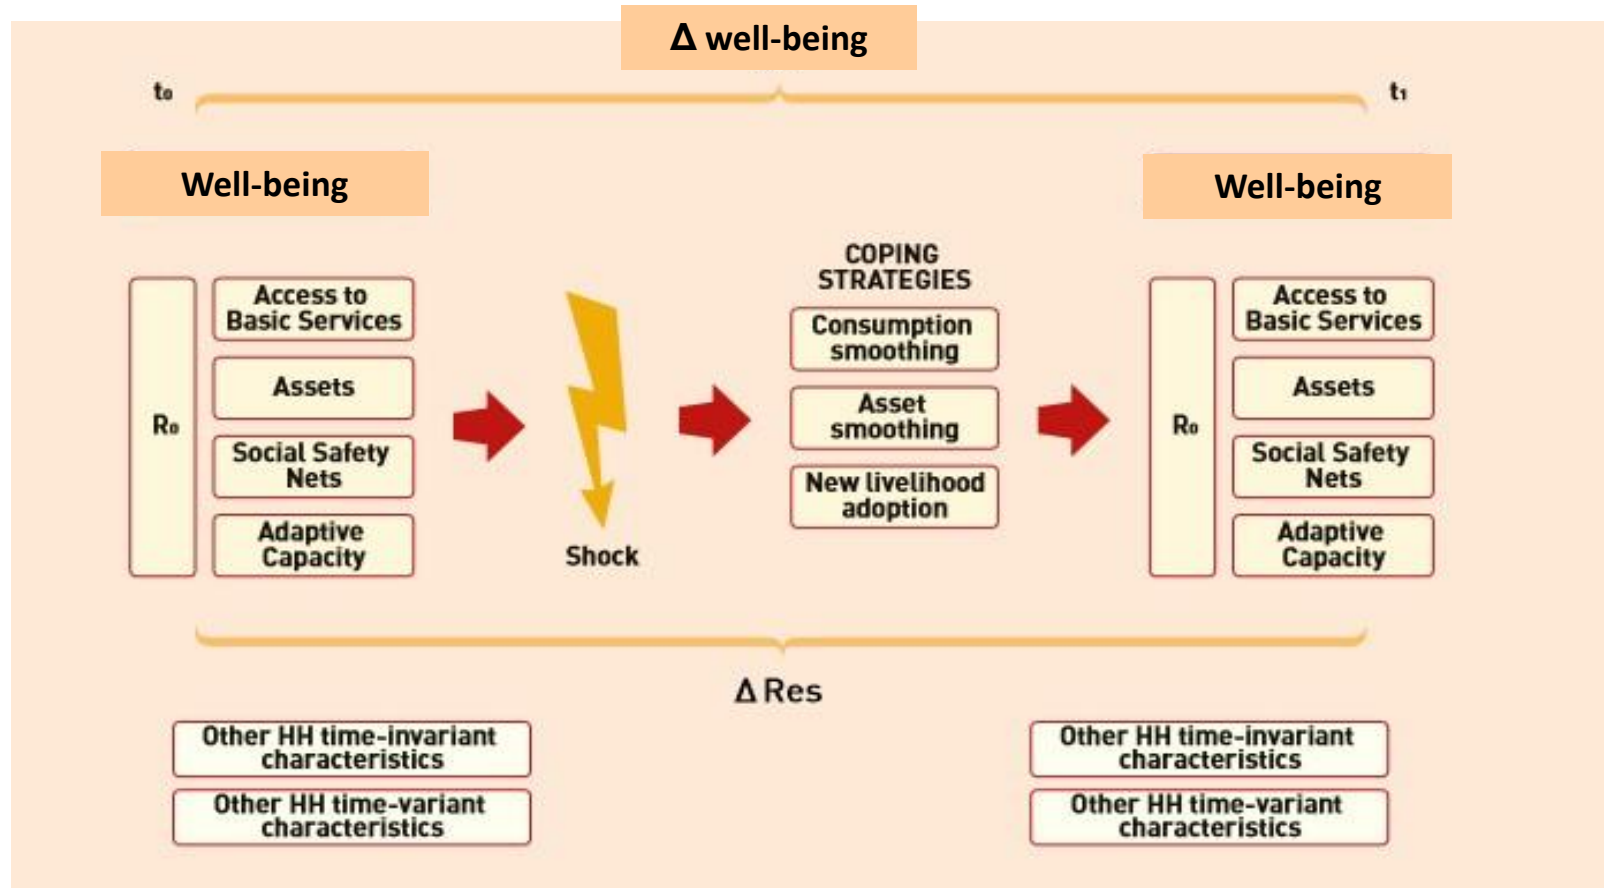 Δ well-being
t₀
t₁
Well-being
Well-being
R₀
Access to
Basic Services
Assets
Social Safety
Nets
Adaptive
Capacity
Shock
COPING
STRATEGIES
Consumption
smoothing
Asset
smoothing
New livelihood
adoption
R₀
Access to
Basic Services
Assets
Social Safety
Nets
Adaptive
Capacity
Δ Res
Other HH time-invariant
characteristics
Other HH time-variant
characteristics
Other HH time-invariant
characteristics
Other HH time-variant
characteristics